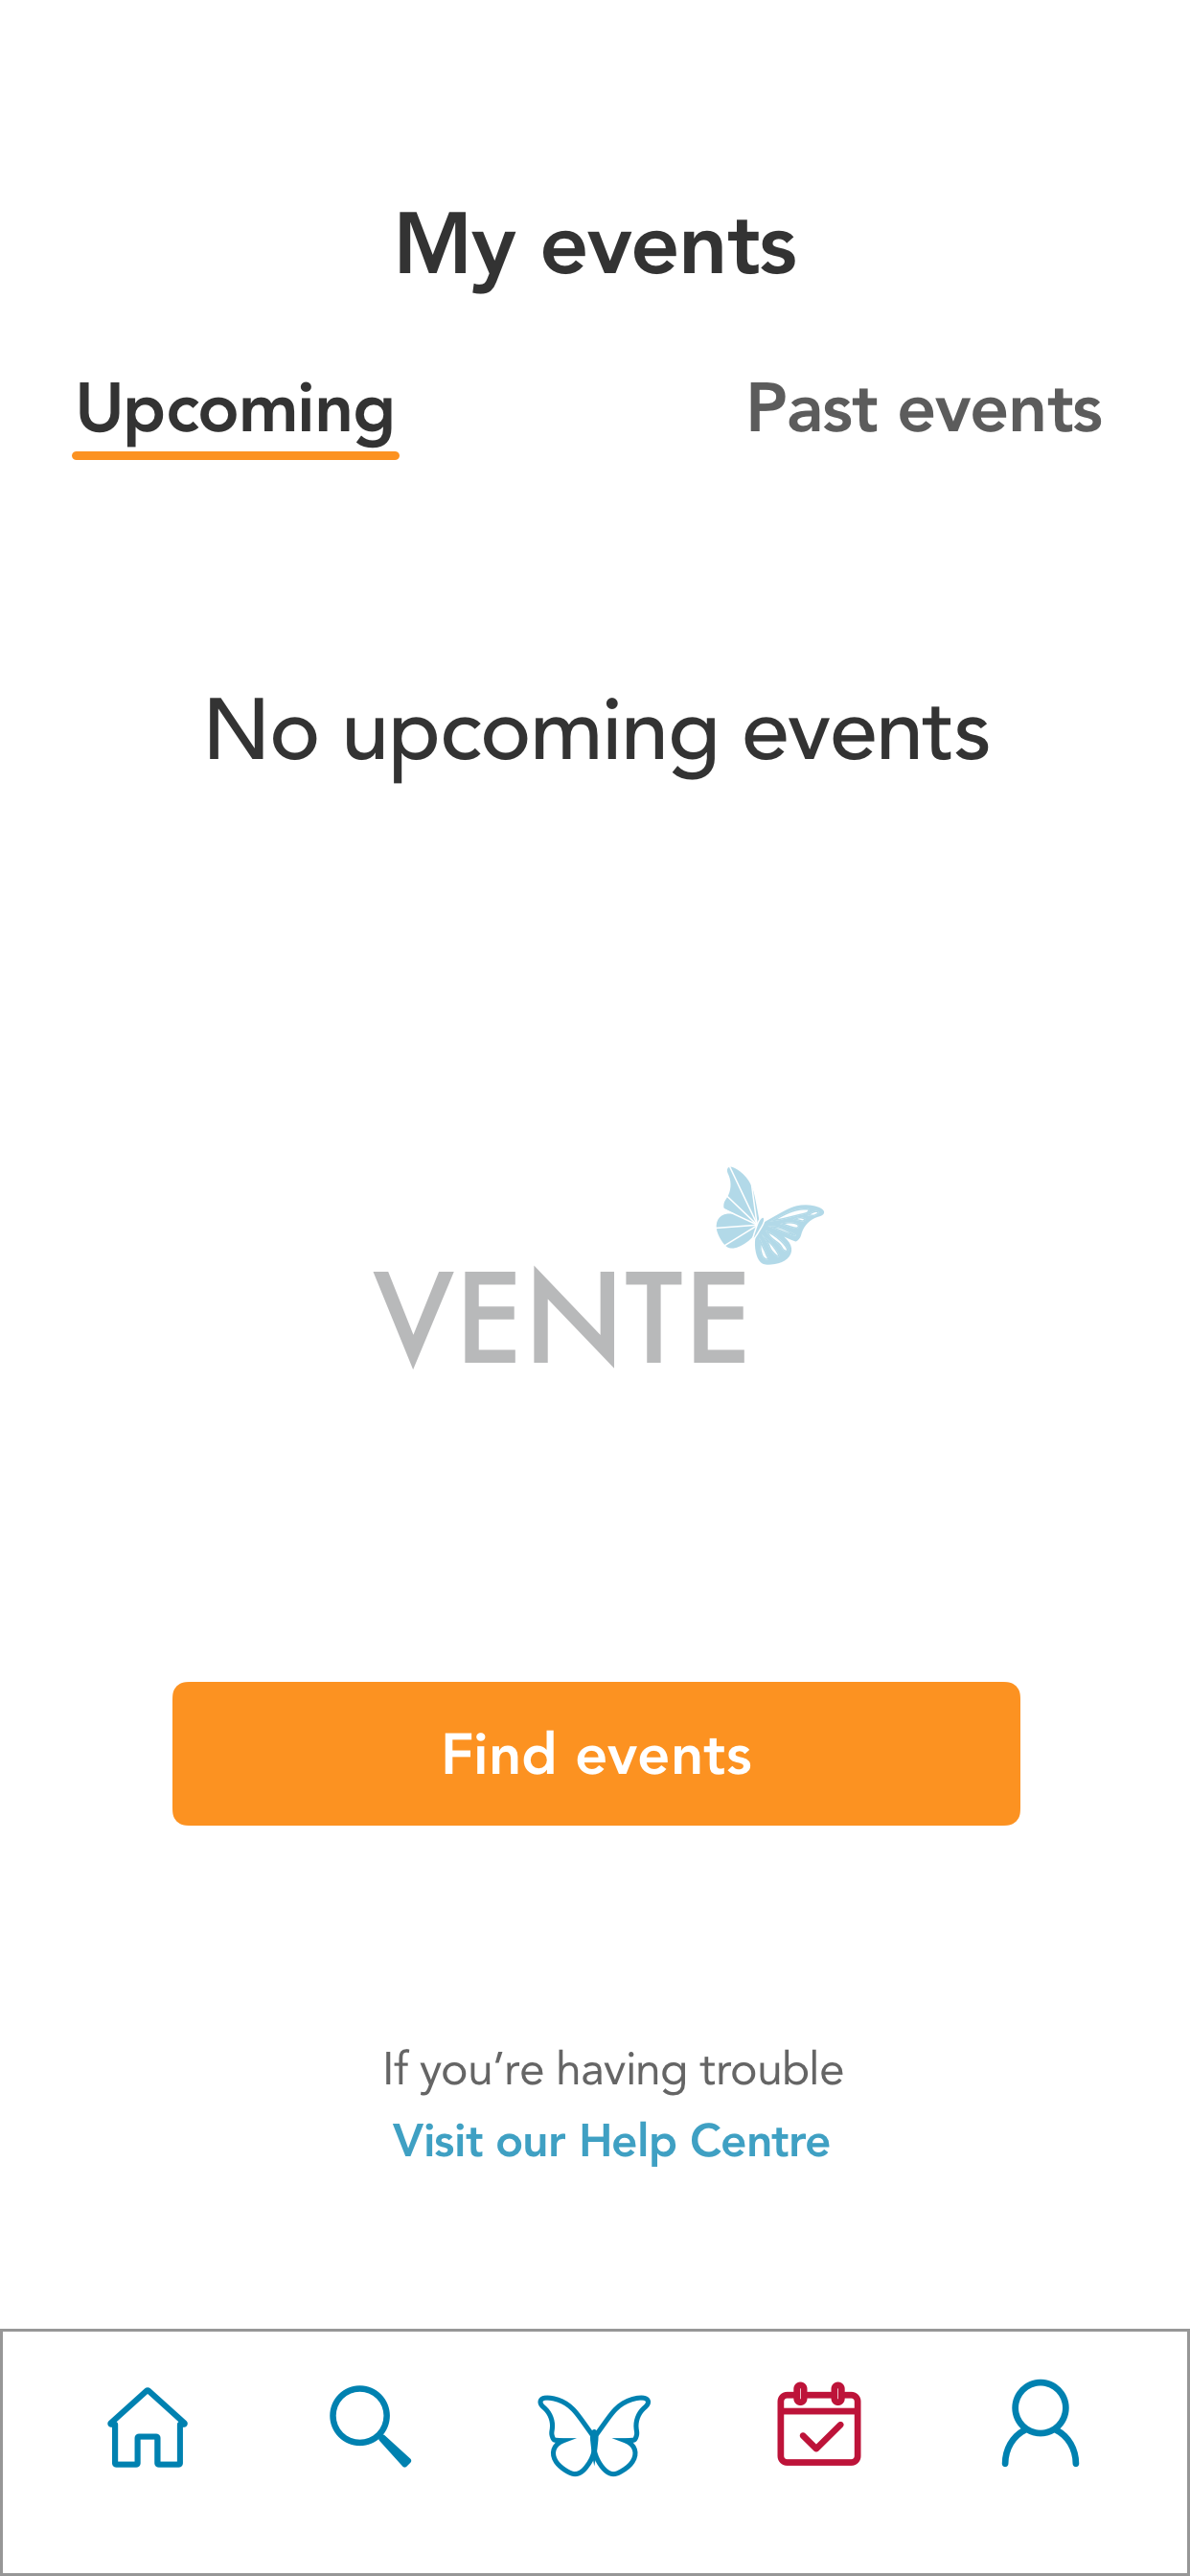 My events
Upcoming Past events
No upcoming events
VENTE
Find events
If you’re having trouble
Visit our Help Centre